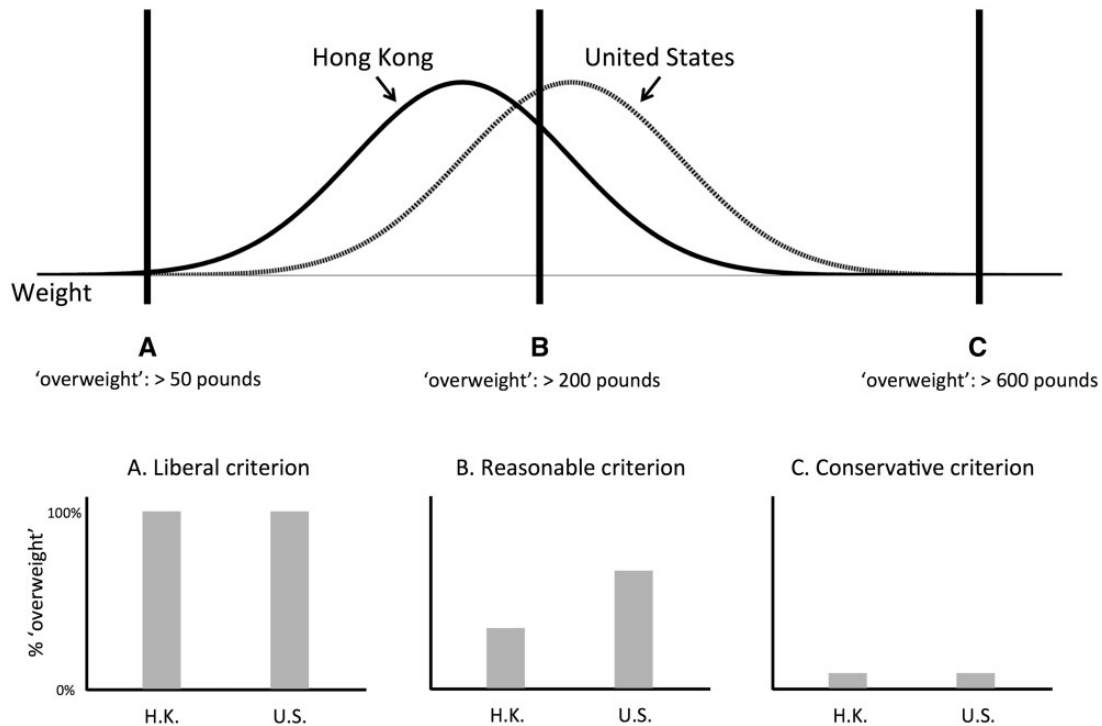 Hong Kong
United States
Weight
A
B
C
‘overweight’: > 50 pounds
‘overweight’: > 200 pounds
‘overweight’: > 600 pounds
A. Liberal criterion
B. Reasonable criterion
C. Conservative criterion
100%
% ‘overweight’
0%
H.K.
U.S.
H.K.
U.S.
H.K.
U.S.